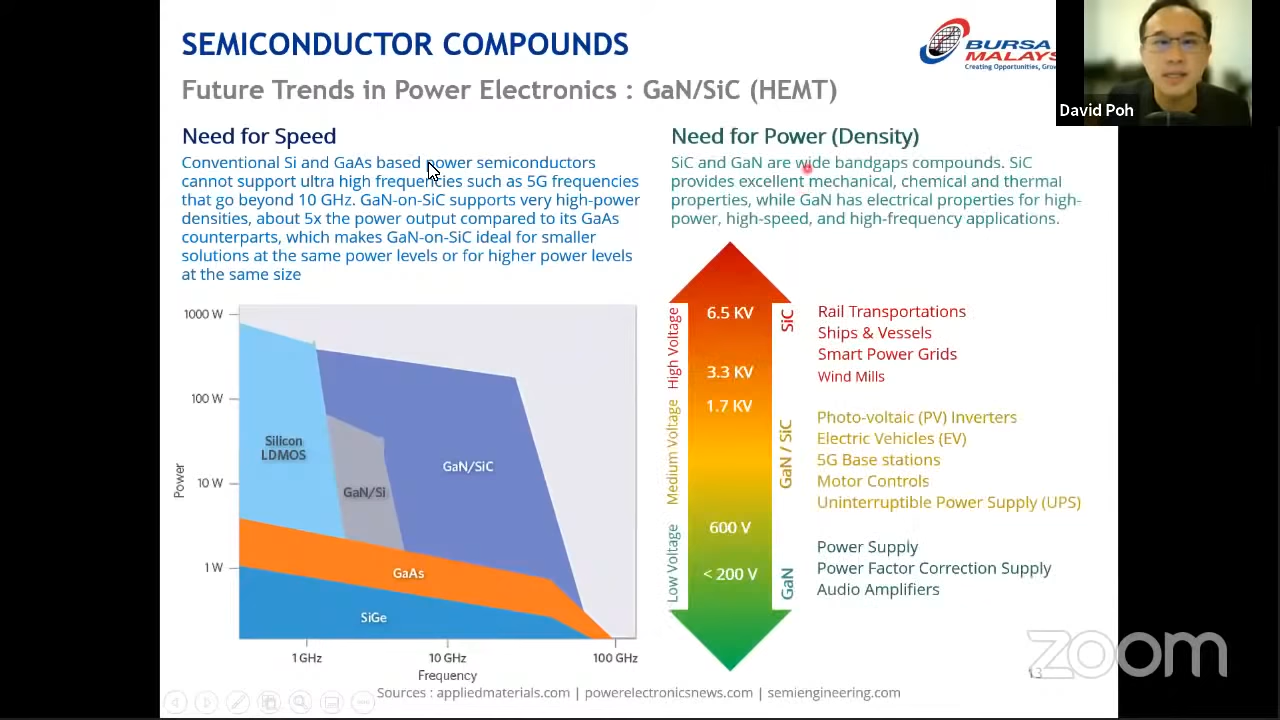 SEMICONDUCTOR COMPOUNDS
BURSA
MALAYS
Creating Opportunities, Grow
David Poh
Future Trends in Power Electronics : GaN/SiC (HEMT)
Need for Speed
Conventional Si and GaAs based power semiconductors
cannot support ultra high frequencies such as 5G frequencies
that go beyond 10 GHz. GaN-on-SiC supports very high-power
densities, about 5x the power output compared to its GaAs
counterparts, which makes GaN-on-SiC ideal for smaller
solutions at the same power levels or for higher power levels
at the same size
Need for Power (Density)
SiC and GaN are wide bandgaps compounds. SiC
provides excellent mechanical, chemical and thermal
properties, while GaN has electrical properties for high-
power, high-speed, and high-frequency applications.
1000 W
100 W
10 W
1 W
Power
Silicon
LDMOS
GaN/Si
GaN/SiC
GaAs
SiGe
1 GHz
10 GHz
100 GHz
Frequency
High Voltage
Medium Voltage
Low Voltage
6.5 KV
3.3 KV
1.7 KV
600 V
< 200 V
SiC
GaN / SiC
GaN
Rail Transportations
Ships & Vessels
Smart Power Grids
Wind Mills
Photo-voltaic (PV) Inverters
Electric Vehicles (EV)
5G Base stations
Motor Controls
Uninterruptible Power Supply (UPS)
Power Supply
Power Factor Correction Supply
Audio Amplifiers
zoom
13
Sources : appliedmaterials.com | powerelectronicsnews.com | semiengineering.com